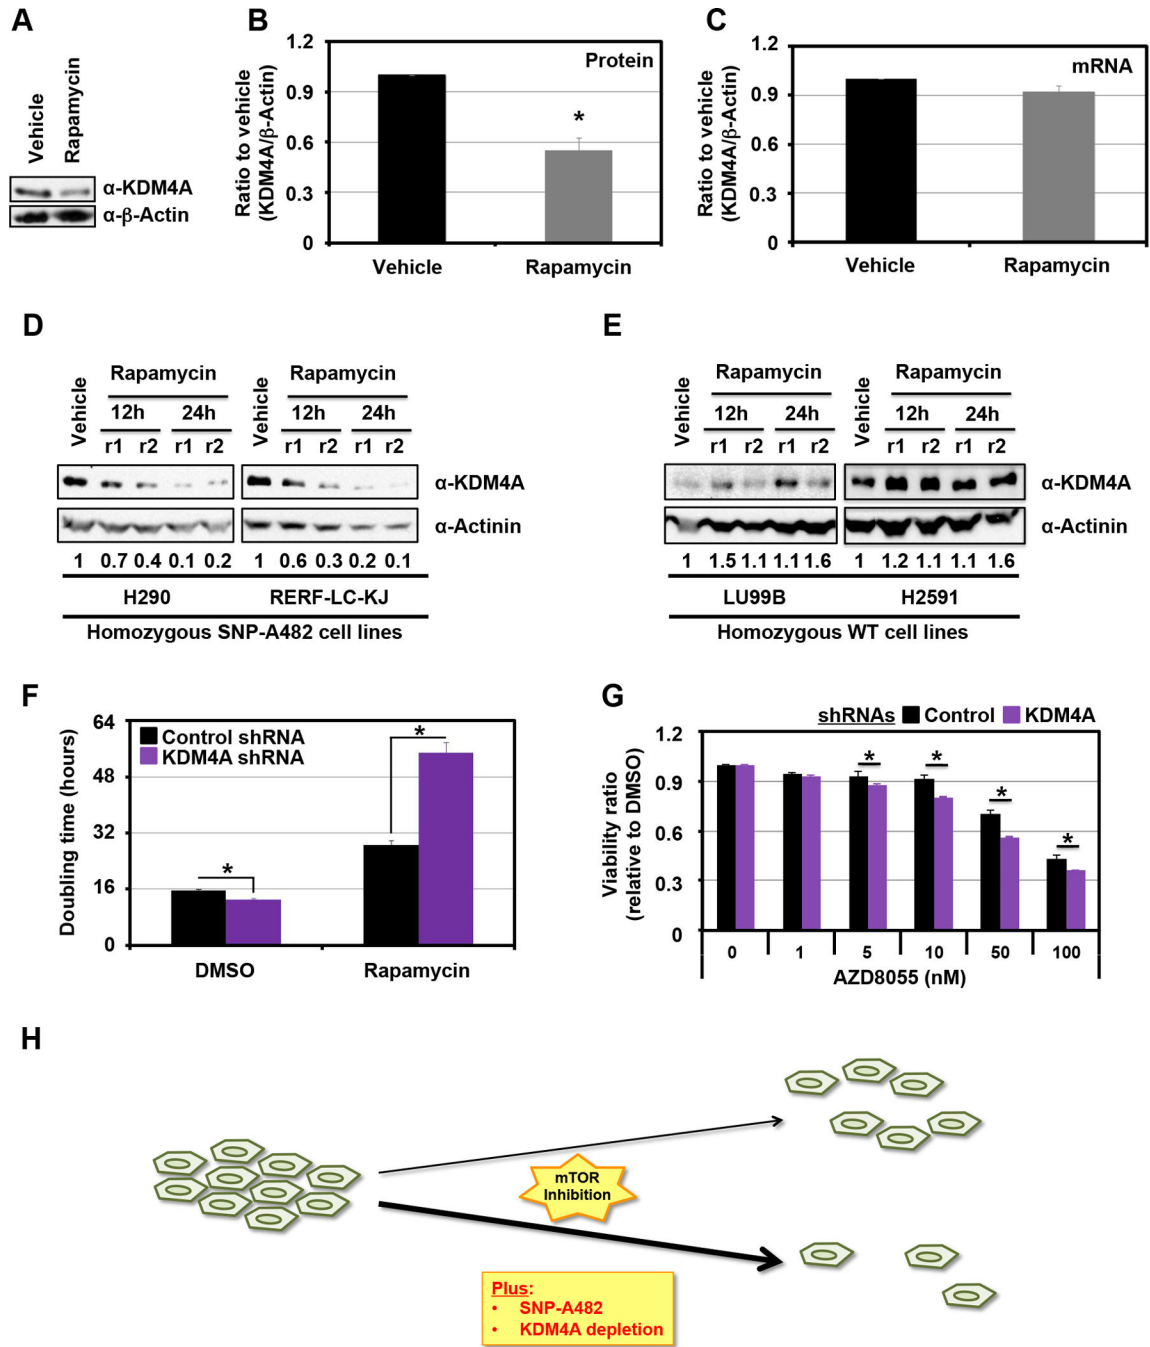 A
Vehicle
Rapamycin
α-KDM4A
α-β-Actin
B
Ratio to vehicle
(KDM4A/β-Actin)
1.2
0.9
0.6
0.3
0
Protein
*
Vehicle
Rapamycin
C
Ratio to vehicle
(KDM4A/β-Actin)
1.2
0.9
0.6
0.3
0
mRNA
Vehicle
Rapamycin
D
Vehicle
Rapamycin
12h 24h
r1 r2 r1 r2
Vehicle
Rapamycin
12h 24h
r1 r2 r1 r2
α-KDM4A
α-Actinin
1 0.7 0.4 0.1 0.2 1 0.6 0.3 0.2 0.1
H290 RERF-LC-KJ
Homozygous SNP-A482 cell lines
E
Vehicle
Rapamycin
12h 24h
r1 r2 r1 r2
Vehicle
Rapamycin
12h 24h
r1 r2 r1 r2
α-KDM4A
α-Actinin
1 1.5 1.1 1.1 1.6 1 1.2 1.1 1.1 1.6
LU99B H2591
Homozygous WT cell lines
F
Doubling time (hours)
64
48
32
16
0
Control shRNA
KDM4A shRNA
*
*
DMSO Rapamycin
G
shRNAs Control KDM4A
Viability ratio
(relative to DMSO)
1.2
0.9
0.6
0.3
0
* * * *
0 1 5 10 50 100
AZD8055 (nM)
H
mTOR
Inhibition
Plus:
• SNP-A482
• KDM4A depletion